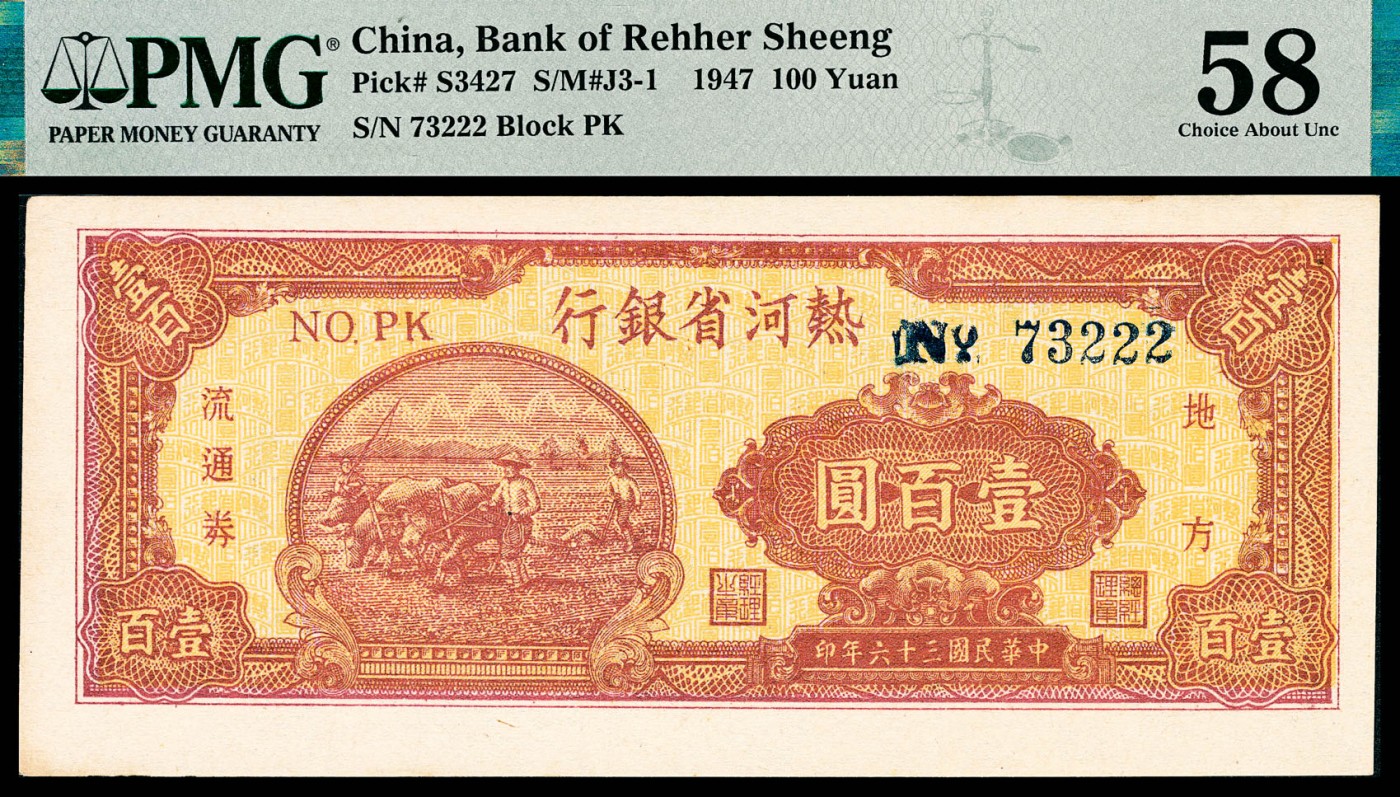 PMG®
PAPER MONEY GUARANTY
China, Bank of Rehher Sheeng
Pick# S3427 S/M#J3-1 1947 100 Yuan
S/N 73222 Block PK
58
Choice About Unc
壹百
壹百
行銀省河熱
NO. PK
73222
流通券
地方
圓百壹
印年六十三國民華中
百壹
百壹